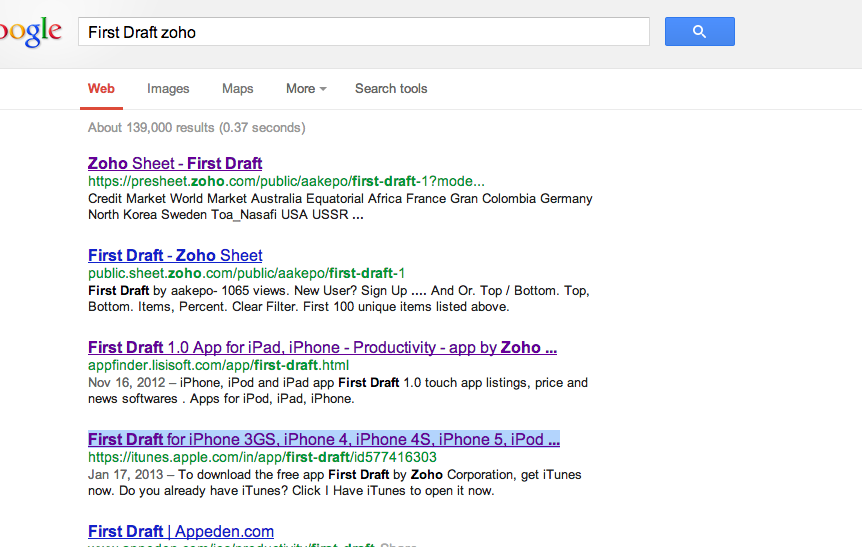 oogle
First Draft zoho
Web Images Maps More Search tools
About 139,000 results (0.37 seconds)
Zoho Sheet - First Draft
https://presheet.zoho.com/public/aakepo/first-draft-1?mode...
Credit Market World Market Australia Equatorial Africa France Gran Colombia Germany
North Korea Sweden Toa_Nasafi USA USSR ...
First Draft - Zoho Sheet
public.sheet.zoho.com/public/aakepo/first-draft-1
First Draft by aakepo- 1065 views. New User? Sign Up .... And Or. Top / Bottom. Top,
Bottom. Items, Percent. Clear Filter. First 100 unique items listed above.
First Draft 1.0 App for iPad, iPhone - Productivity - app by Zoho ...
appfinder.lisisoft.com/app/first-draft.html
Nov 16, 2012 – iPhone, iPod and iPad app First Draft 1.0 touch app listings, price and
news softwares . Apps for iPod, iPad, iPhone.
First Draft for iPhone 3GS, iPhone 4, iPhone 4S, iPhone 5, iPod ...
https://itunes.apple.com/in/app/first-draft/id577416303
Jan 17, 2013 – To download the free app First Draft by Zoho Corporation, get iTunes
now. Do you already have iTunes? Click I Have iTunes to open it now.
First Draft | Appeden.com